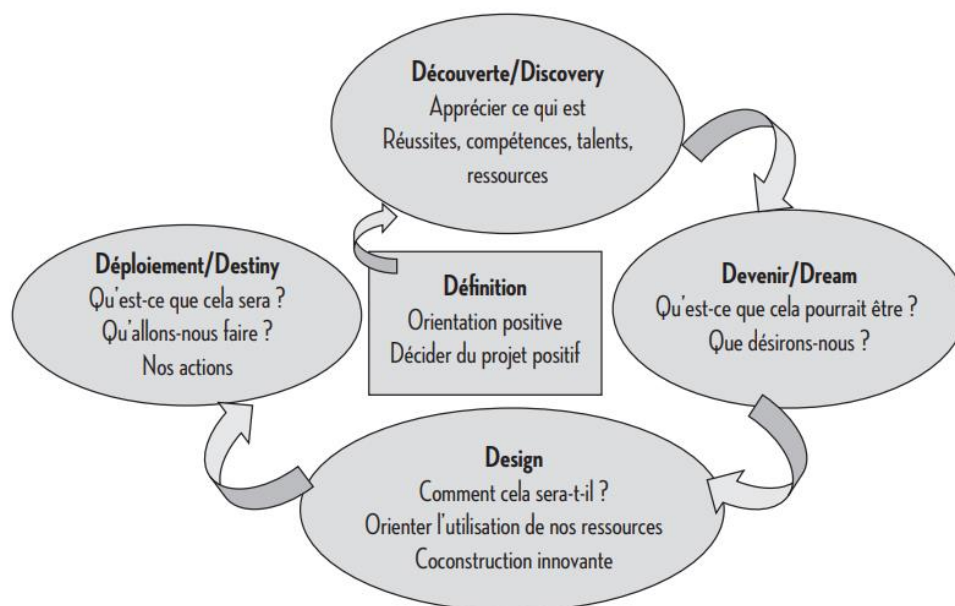 Découverte/Discovery
Apprécier ce qui est
Réussites, compétences, talents,
ressources
Déploiement/Destiny
Qu'est-ce que cela sera ?
Qu'allons-nous faire ?
Nos actions
Définition
Orientation positive
Décider du projet positif
Devenir/Dream
Qu'est-ce que cela pourrait être ?
Que désirons-nous ?
Design
Comment cela sera-t-il ?
Orienter l'utilisation de nos ressources
Coconstruction innovante